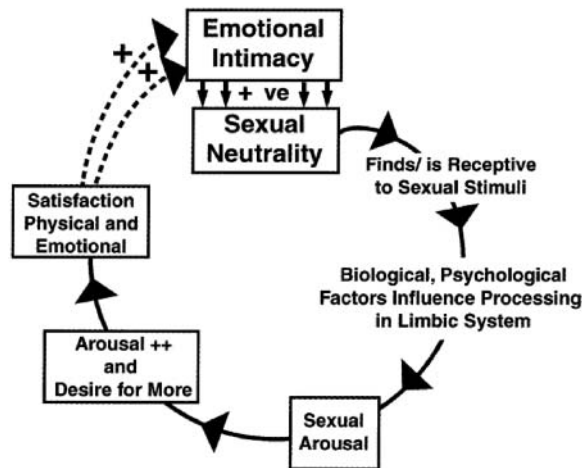 Emotional
Intimacy
+ ve
Sexual
Neutrality
Finds/ is Receptive
to Sexual Stimuli
Biological, Psychological
Factors Influence Processing
in Limbic System
Sexual
Arousal
Arousal ++
and
Desire for More
Satisfaction
Physical and
Emotional
+
+